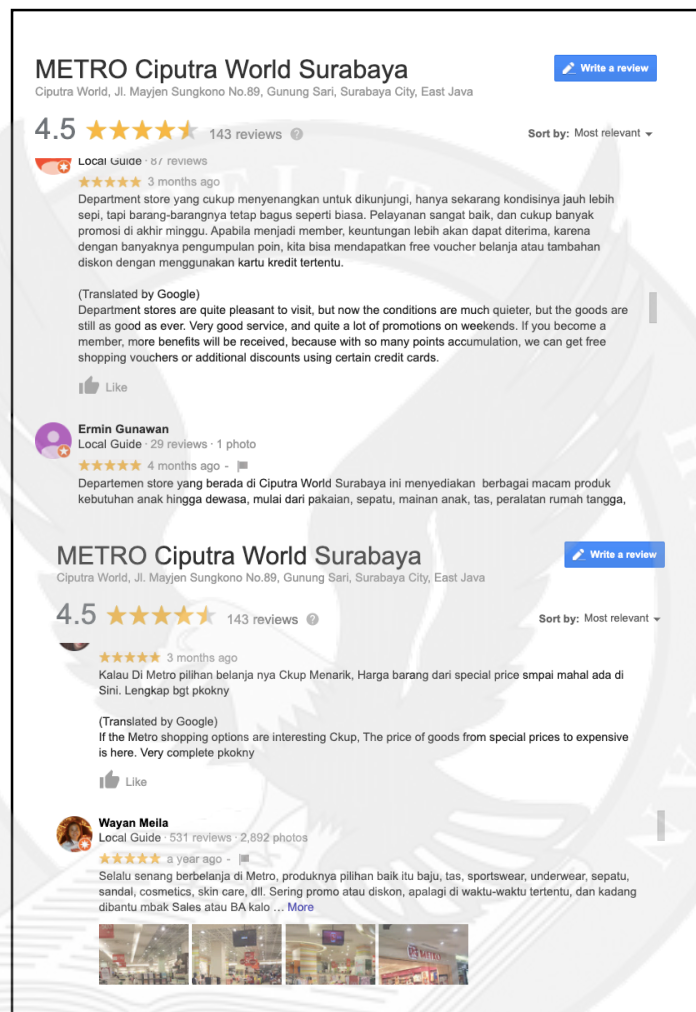 METRO Ciputra World Surabaya
Write a review
Ciputra World, Jl. Mayjen Sungkono No.89, Gunung Sari, Surabaya City, East Java
4.5 143 reviews
Sort by: Most relevant
Local Guide · 87 reviews
3 months ago
Department store yang cukup menyenangkan untuk dikunjungi, hanya sekarang kondisinya jauh lebih
sepi, tapi barang-barangnya tetap bagus seperti biasa. Pelayanan sangat baik, dan cukup banyak
promosi di akhir minggu. Apabila menjadi member, keuntungan lebih akan dapat diterima, karena
dengan banyaknya pengumpulan poin, kita bisa mendapatkan free voucher belanja atau tambahan
diskon dengan menggunakan kartu kredit tertentu.
(Translated by Google)
Department stores are quite pleasant to visit, but now the conditions are much quieter, but the goods are
still as good as ever. Very good service, and quite a lot of promotions on weekends. If you become a
member, more benefits will be received, because with so many points accumulation, we can get free
shopping vouchers or additional discounts using certain credit cards.
Like
Ermin Gunawan
Local Guide · 29 reviews · 1 photo
4 months ago -
Departemen store yang berada di Ciputra World Surabaya ini menyediakan berbagai macam produk
kebutuhan anak hingga dewasa, mulai dari pakaian, sepatu, mainan anak, tas, peralatan rumah tangga,
METRO Ciputra World Surabaya
Write a review
Ciputra World, Jl. Mayjen Sungkono No.89, Gunung Sari, Surabaya City, East Java
4.5 143 reviews
Sort by: Most relevant
3 months ago
Kalau Di Metro pilihan belanja nya Ckup Menarik, Harga barang dari special price smpai mahal ada di
Sini. Lengkap bgt pkokny
(Translated by Google)
If the Metro shopping options are interesting Ckup, The price of goods from special prices to expensive
is here. Very complete pkokny
Like
Wayan Meila
Local Guide · 531 reviews · 2,892 photos
a year ago -
Selalu senang berbelanja di Metro, produknya pilihan baik itu baju, tas, sportswear, underwear, sepatu,
sandal, cosmetics, skin care, dll. Sering promo atau diskon, apalagi di waktu-waktu tertentu, dan kadang
dibantu mbak Sales atau BA kalo ... More